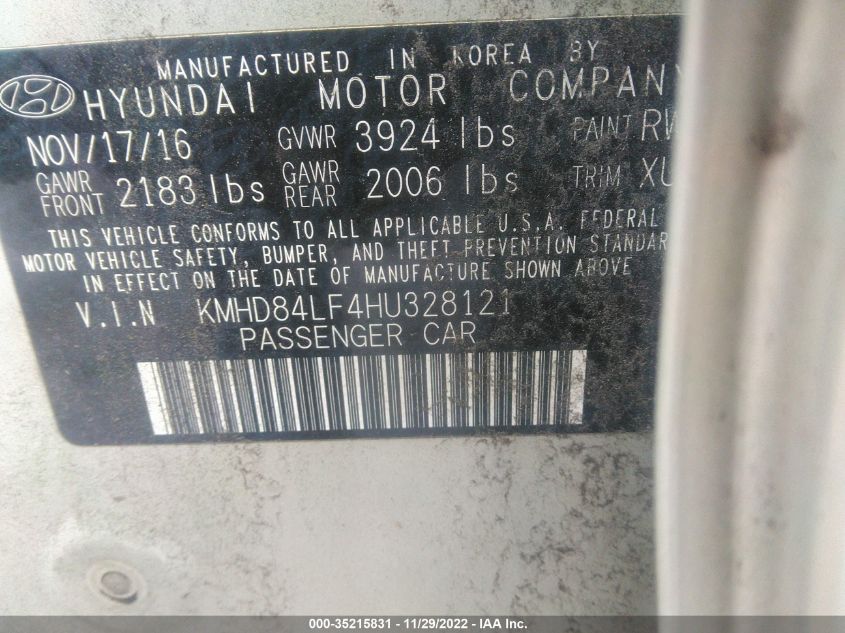 MANUFACTURED IN KOREA BY
HYUNDAI MOTOR COMPANY
NOV/17/16 GVWR 3924 lbs PAINT RW
GAWR FRONT 2183 lbs GAWR REAR 2006 lbs TRIM XU
THIS VEHICLE CONFORMS TO ALL APPLICABLE U.S.A. FEDERAL
MOTOR VEHICLE SAFETY, BUMPER, AND THEFT PREVENTION STANDAR
IN EFFECT ON THE DATE OF MANUFACTURE SHOWN ABOVE
V.I.N KMHD84LF4HU328121
PASSENGER CAR
000-35215831 - 11/29/2022 - IAA Inc.